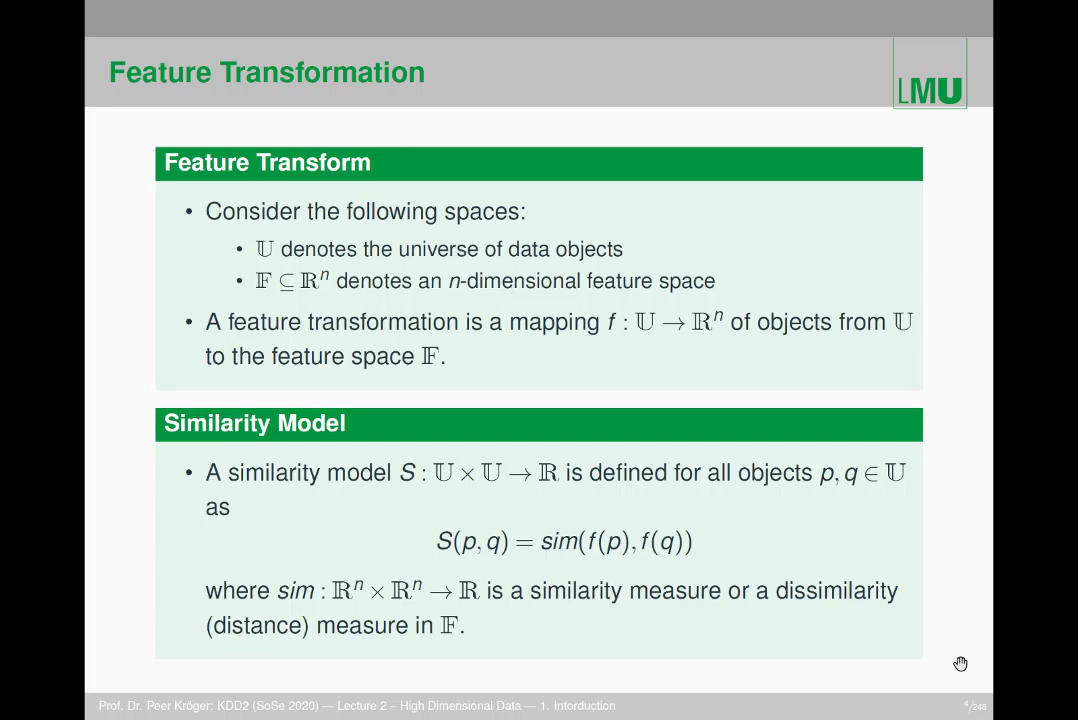 Feature Transformation
LMU
Feature Transform
• Consider the following spaces:
• 𝕌 denotes the universe of data objects
• 𝔽 ⊆ ℝⁿ denotes an n-dimensional feature space
• A feature transformation is a mapping f : 𝕌 → ℝⁿ of objects from 𝕌
to the feature space 𝔽.
Similarity Model
• A similarity model S : 𝕌 × 𝕌 → ℝ is defined for all objects p, q ∈ 𝕌
as
S(p, q) = sim(f(p), f(q))
where sim : ℝⁿ × ℝⁿ → ℝ is a similarity measure or a dissimilarity
(distance) measure in 𝔽.
Prof. Dr. Peer Kröger: KDD2 (SoSe 2020) — Lecture 2 – High Dimensional Data — 1. Intorduction 4/248